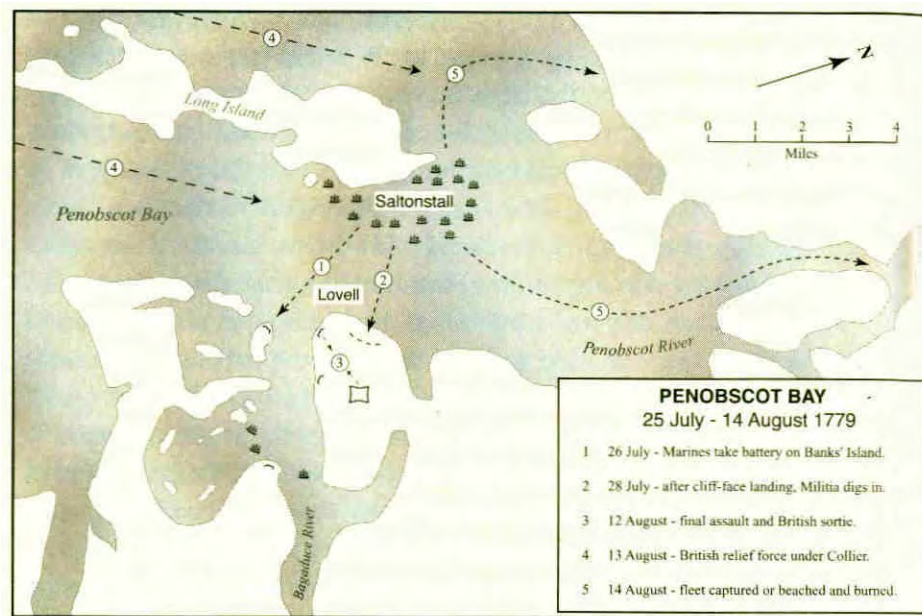 4
5
N
Long Island
0 1 2 3 4
Miles
4
Saltonstall
Penobscot Bay
1
2
Lovell
5
Penobscot River
3
Bagaduce River
PENOBSCOT BAY
25 July - 14 August 1779
1 26 July - Marines take battery on Banks' Island.
2 28 July - after cliff-face landing, Militia digs in.
3 12 August - final assault and British sortie.
4 13 August - British relief force under Collier.
5 14 August - fleet captured or beached and burned.